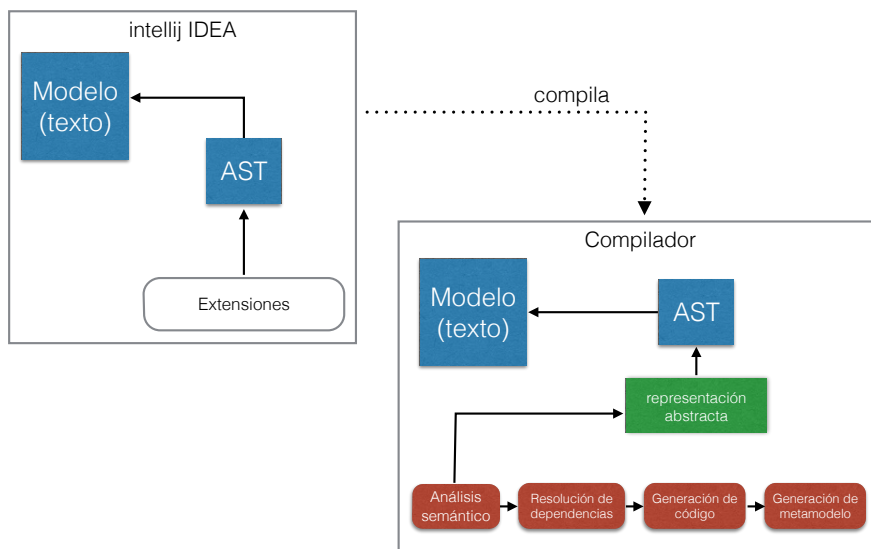 intellij IDEA
Modelo
(texto)
AST
Extensiones
compila
Compilador
Modelo
(texto)
AST
representación
abstracta
Análisis
semántico
Resolución de
dependencias
Generación de
código
Generación de
metamodelo